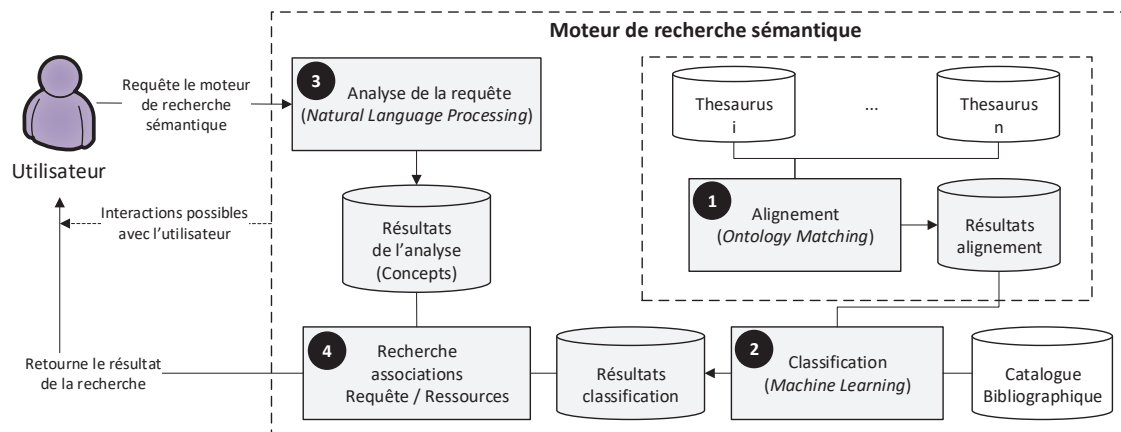 Moteur de recherche sémantique
Requête le moteur
de recherche
sémantique
Utilisateur
Interactions possibles
avec l’utilisateur
Retourne le résultat
de la recherche
3
Analyse de la requête
(Natural Language Processing)
Résultats
de l’analyse
(Concepts)
Thesaurus
i
...
Thesaurus
n
1
Alignement
(Ontology Matching)
Résultats
alignement
4
Recherche
associations
Requête / Ressources
Résultats
classification
2
Classification
(Machine Learning)
Catalogue
Bibliographique